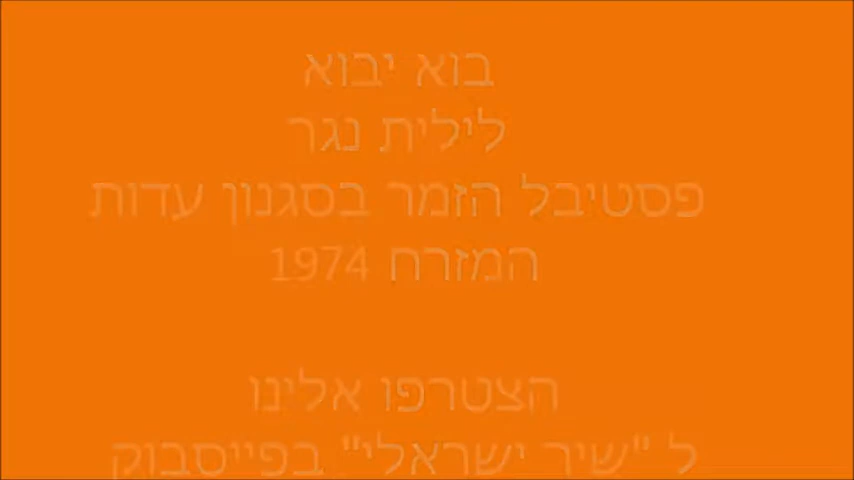 בוא יבוא
לילית נגר
פסטיבל הזמר בסגנון עדות
המזרח 1974
הצטרפו אלינו
ל "שיר ישראלי" בפייסבוק